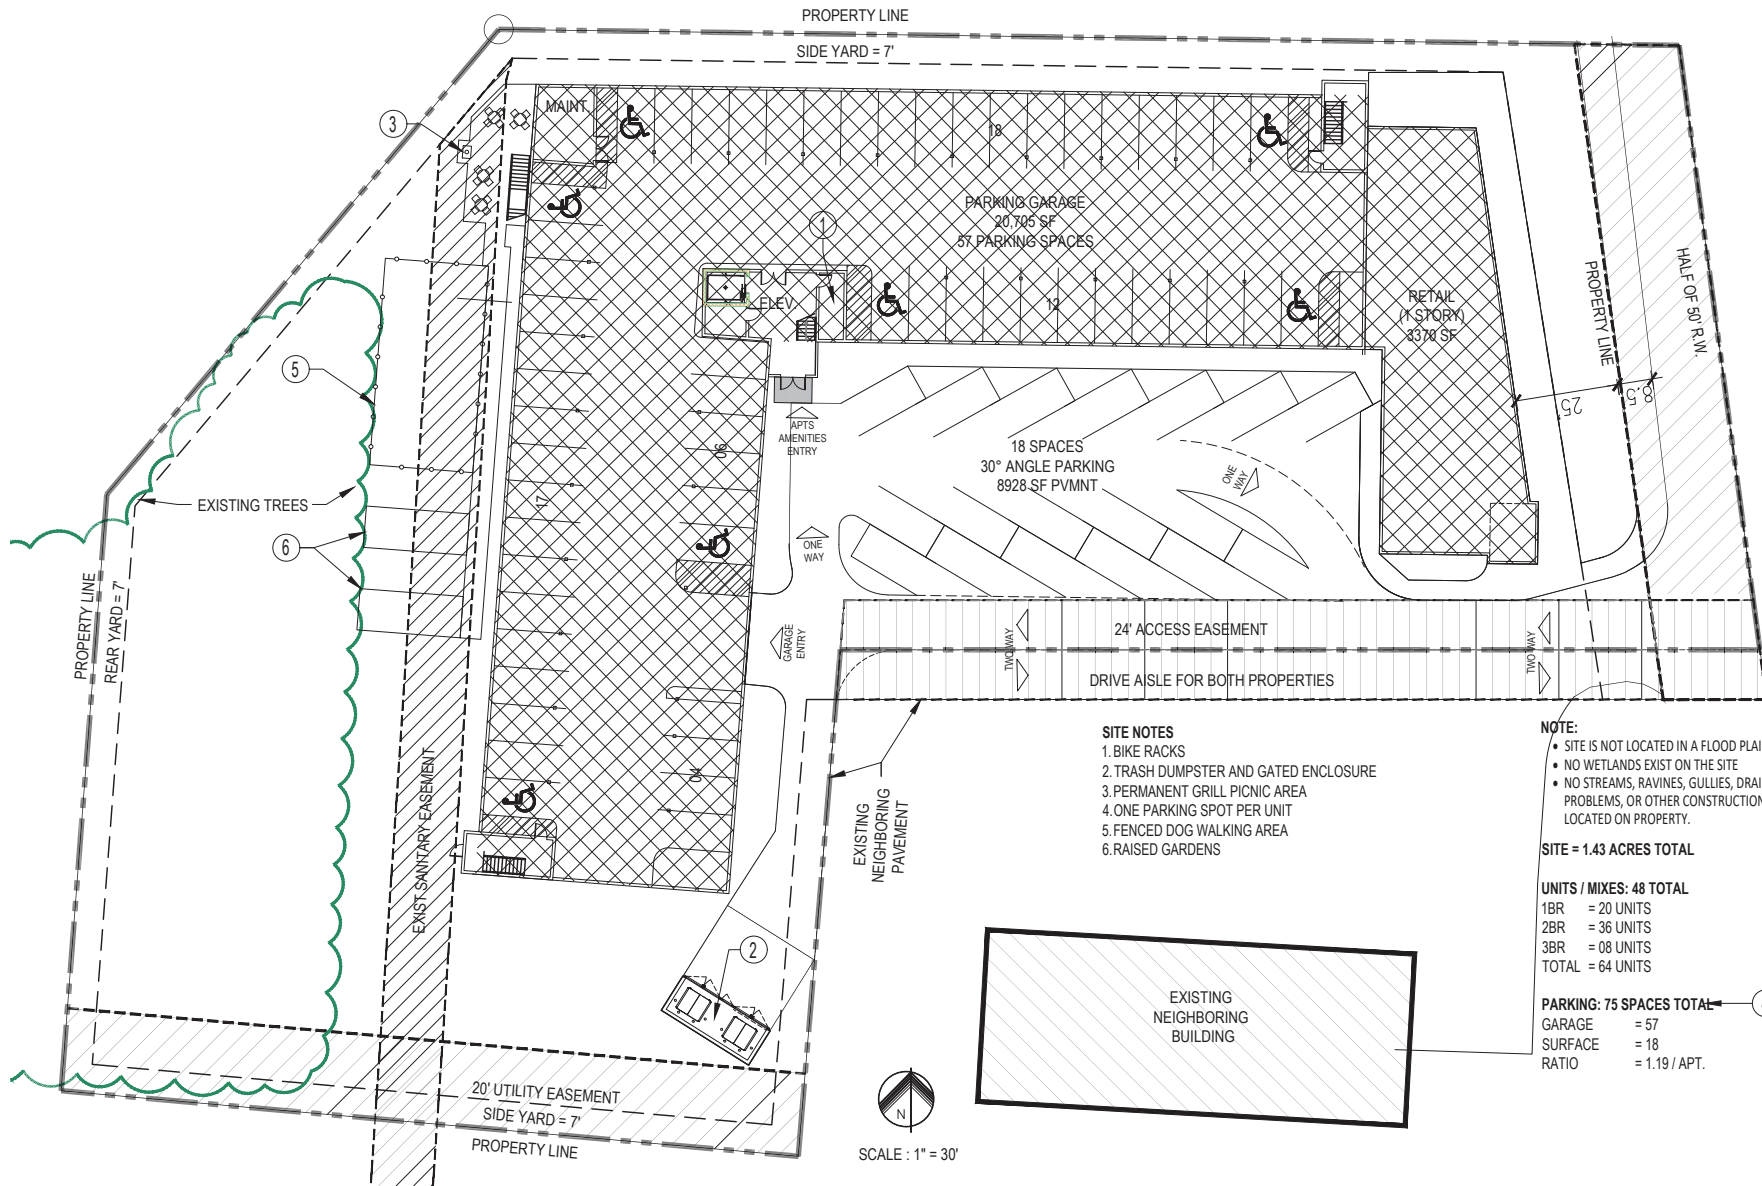 PROPERTY LINE
SIDE YARD = 7'
MAINT.
3
18
PARKING GARAGE
20,705 SF
57 PARKING SPACES
1
ELEV.
12
RETAIL
(1 STORY)
3370 SF
PROPERTY LINE
HALF OF 50' R.W.
25'
8.5'
5
APTS
AMENITIES
ENTRY
06
18 SPACES
30° ANGLE PARKING
8928 SF PVMNT
ONE
WAY
EXISTING TREES
17
6
ONE
WAY
PROPERTY LINE
REAR YARD = 7'
GARAGE
ENTRY
24' ACCESS EASEMENT
TWO WAY
TWO WAY
DRIVE AISLE FOR BOTH PROPERTIES
04
EXIST SANITARY EASEMENT
EXISTING
NEIGHBORING
PAVEMENT
SITE NOTES
1. BIKE RACKS
2. TRASH DUMPSTER AND GATED ENCLOSURE
3. PERMANENT GRILL PICNIC AREA
4. ONE PARKING SPOT PER UNIT
5. FENCED DOG WALKING AREA
6. RAISED GARDENS
NOTE:
• SITE IS NOT LOCATED IN A FLOOD PLAI
• NO WETLANDS EXIST ON THE SITE
• NO STREAMS, RAVINES, GULLIES, DRAI
PROBLEMS, OR OTHER CONSTRUCTION
LOCATED ON PROPERTY.
SITE = 1.43 ACRES TOTAL
UNITS / MIXES: 48 TOTAL
1BR = 20 UNITS
2BR = 36 UNITS
3BR = 08 UNITS
TOTAL = 64 UNITS
PARKING: 75 SPACES TOTAL
GARAGE = 57
SURFACE = 18
RATIO = 1.19 / APT.
2
EXISTING
NEIGHBORING
BUILDING
20' UTILITY EASEMENT
SIDE YARD = 7'
PROPERTY LINE
N
SCALE : 1" = 30'